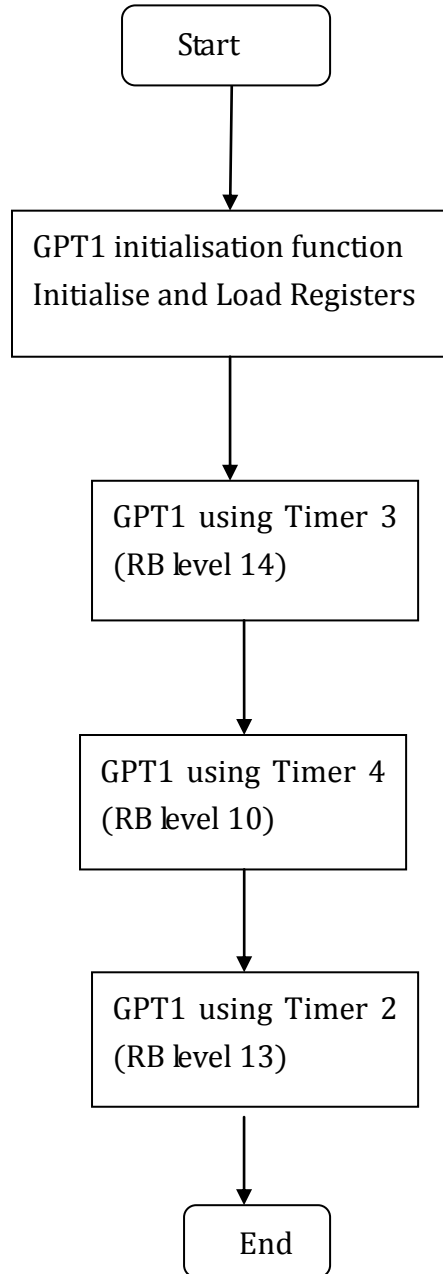 Start
GPT1 initialisation function
Initialise and Load Registers
GPT1 using Timer 3
(RB level 14)
GPT1 using Timer 4
(RB level 10)
GPT1 using Timer 2
(RB level 13)
End